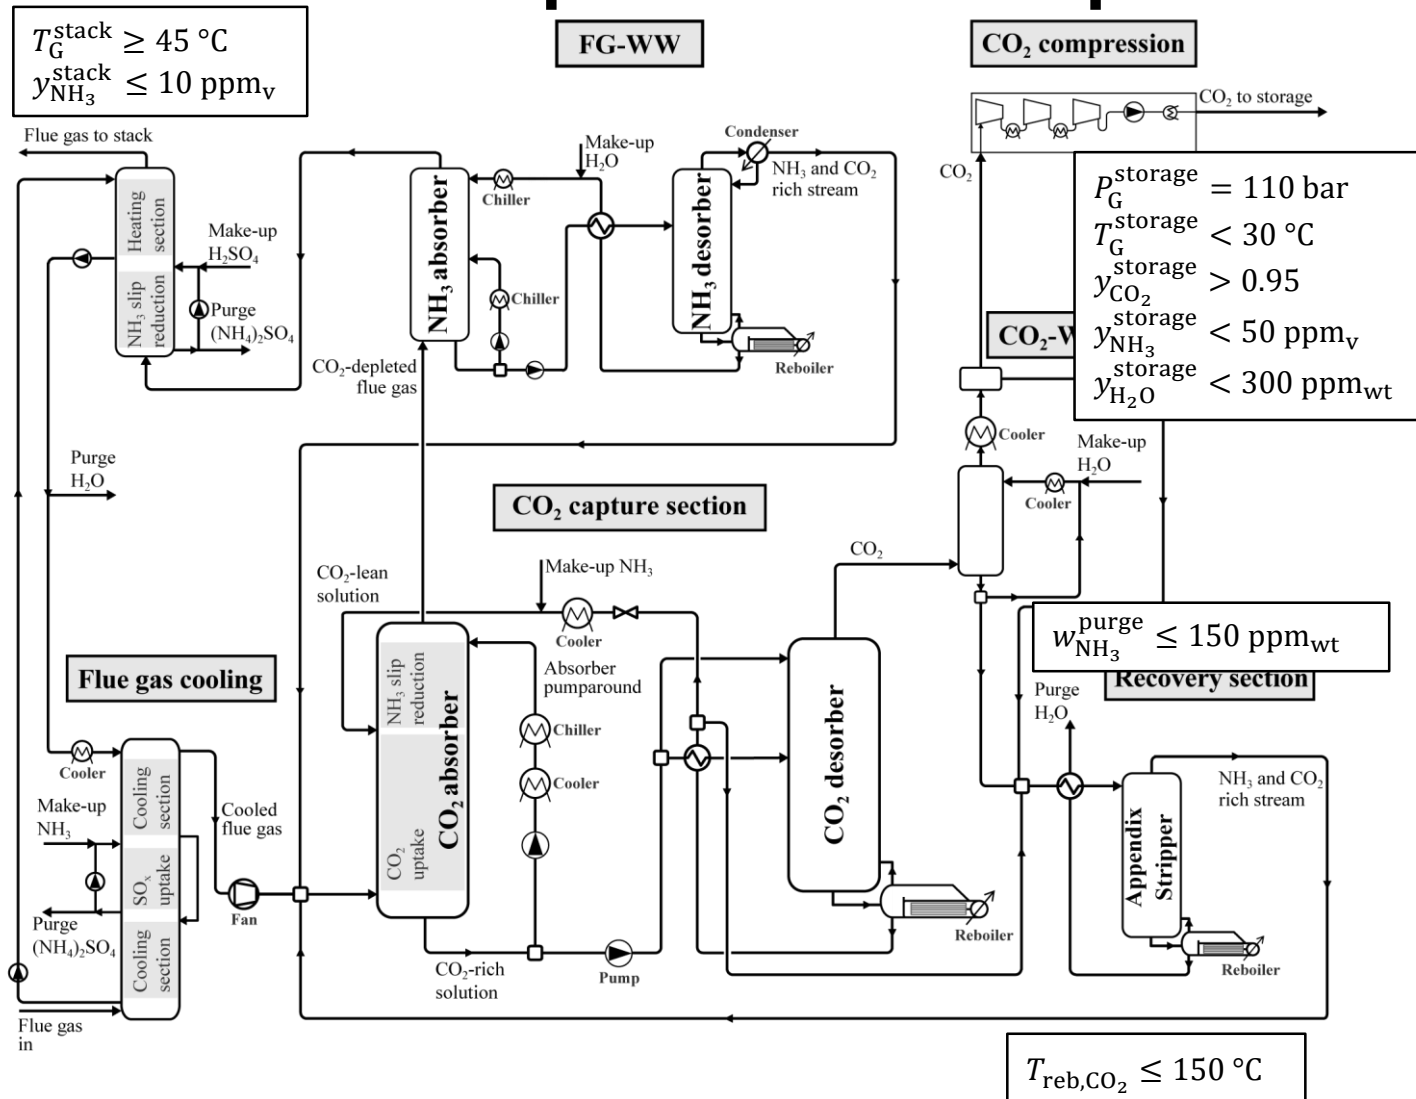 T_G^stack ≥ 45 °C
y_NH₃^stack ≤ 10 ppm_v
FG-WW
CO₂ compression
CO₂ to storage
CO₂
Flue gas to stack
Heating section
NH₃ slip
reduction
Make-up
H₂SO₄
Purge
(NH₄)₂SO₄
NH₃ absorber
Chiller
Chiller
Make-up
H₂O
Condenser
NH₃ and CO₂
rich stream
NH₃ desorber
Reboiler
P_G^storage = 110 bar
T_G^storage < 30 °C
y_CO₂^storage > 0.95
y_NH₃^storage < 50 ppm_v
y_H₂O^storage < 300 ppm_wt
CO₂-W
CO₂-depleted
flue gas
Cooler
Make-up
H₂O
Cooler
Purge
H₂O
CO₂ capture section
CO₂
CO₂-lean
solution
Make-up NH₃
Cooler
Absorber
pumparound
Chiller
Cooler
NH₃ slip
reduction
CO₂
uptake
CO₂ absorber
CO₂ desorber
Reboiler
w_NH₃^purge ≤ 150 ppm_wt
Recovery section
Purge
H₂O
NH₃ and CO₂
rich stream
Appendix
Stripper
Reboiler
Flue gas cooling
Cooler
Make-up
NH₃
Cooling
section
SOₓ
uptake
Cooling
section
Cooled
flue gas
Fan
Purge
(NH₄)₂SO₄
Flue gas
in
CO₂-rich
solution
Pump
T_reb,CO₂ ≤ 150 °C